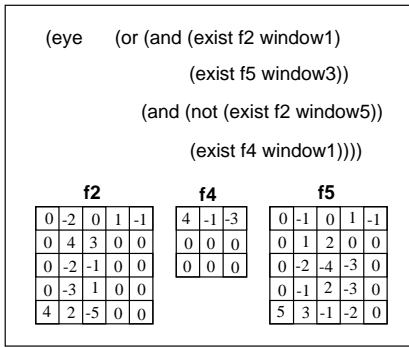 (eye (or (and (exist f2 window1)
(exist f5 window3))
(and (not (exist f2 window5))
(exist f4 window1))))
f2 f4 f5
0 -2 0 1 -1 4 -1 -3 0 -1 0 1 -1
0 4 3 0 0 0 0 0 0 1 2 0 0
0 -2 -1 0 0 0 0 0 0 -2 -4 -3 0
0 -3 1 0 0 0 -1 2 -3 0
4 2 -5 0 0 5 3 -1 -2 0